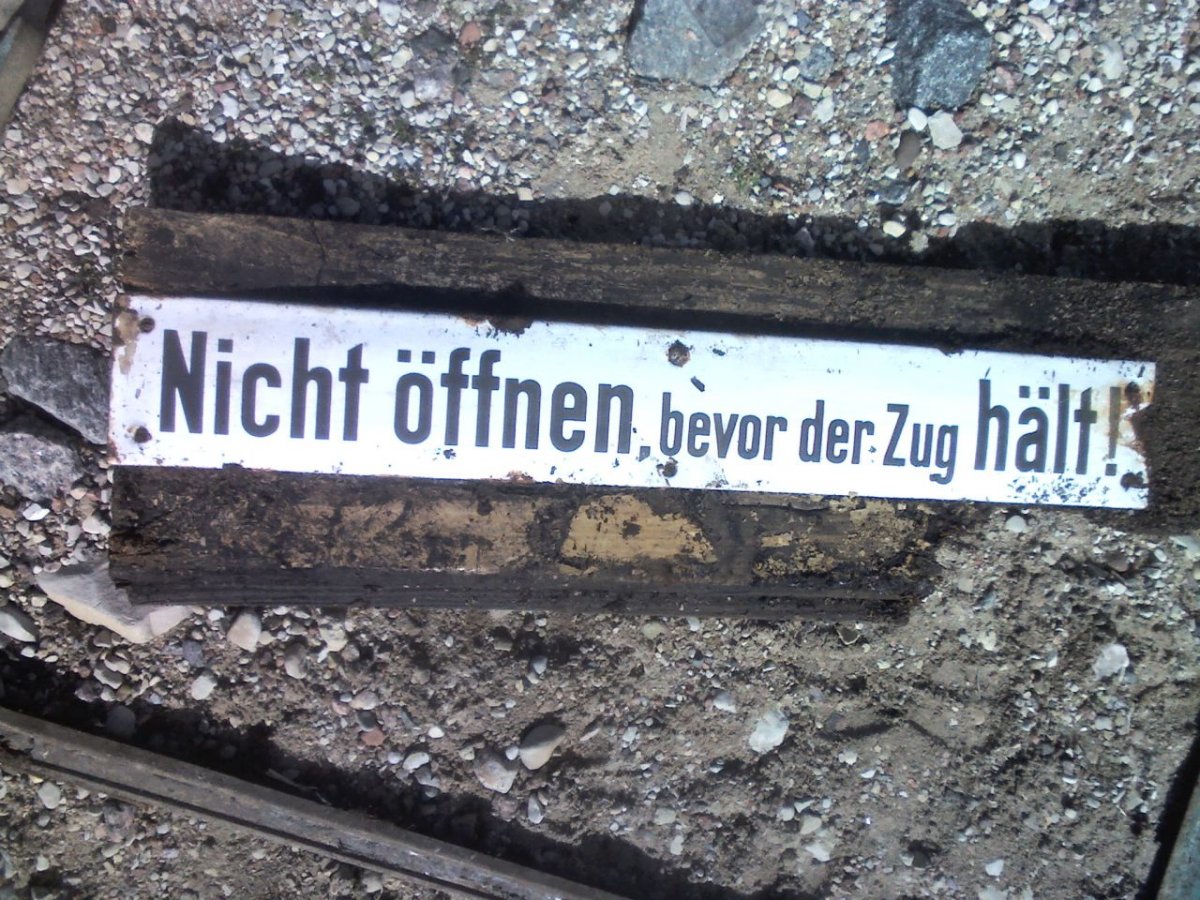 Nicht öffnen, bevor der Zug hält!